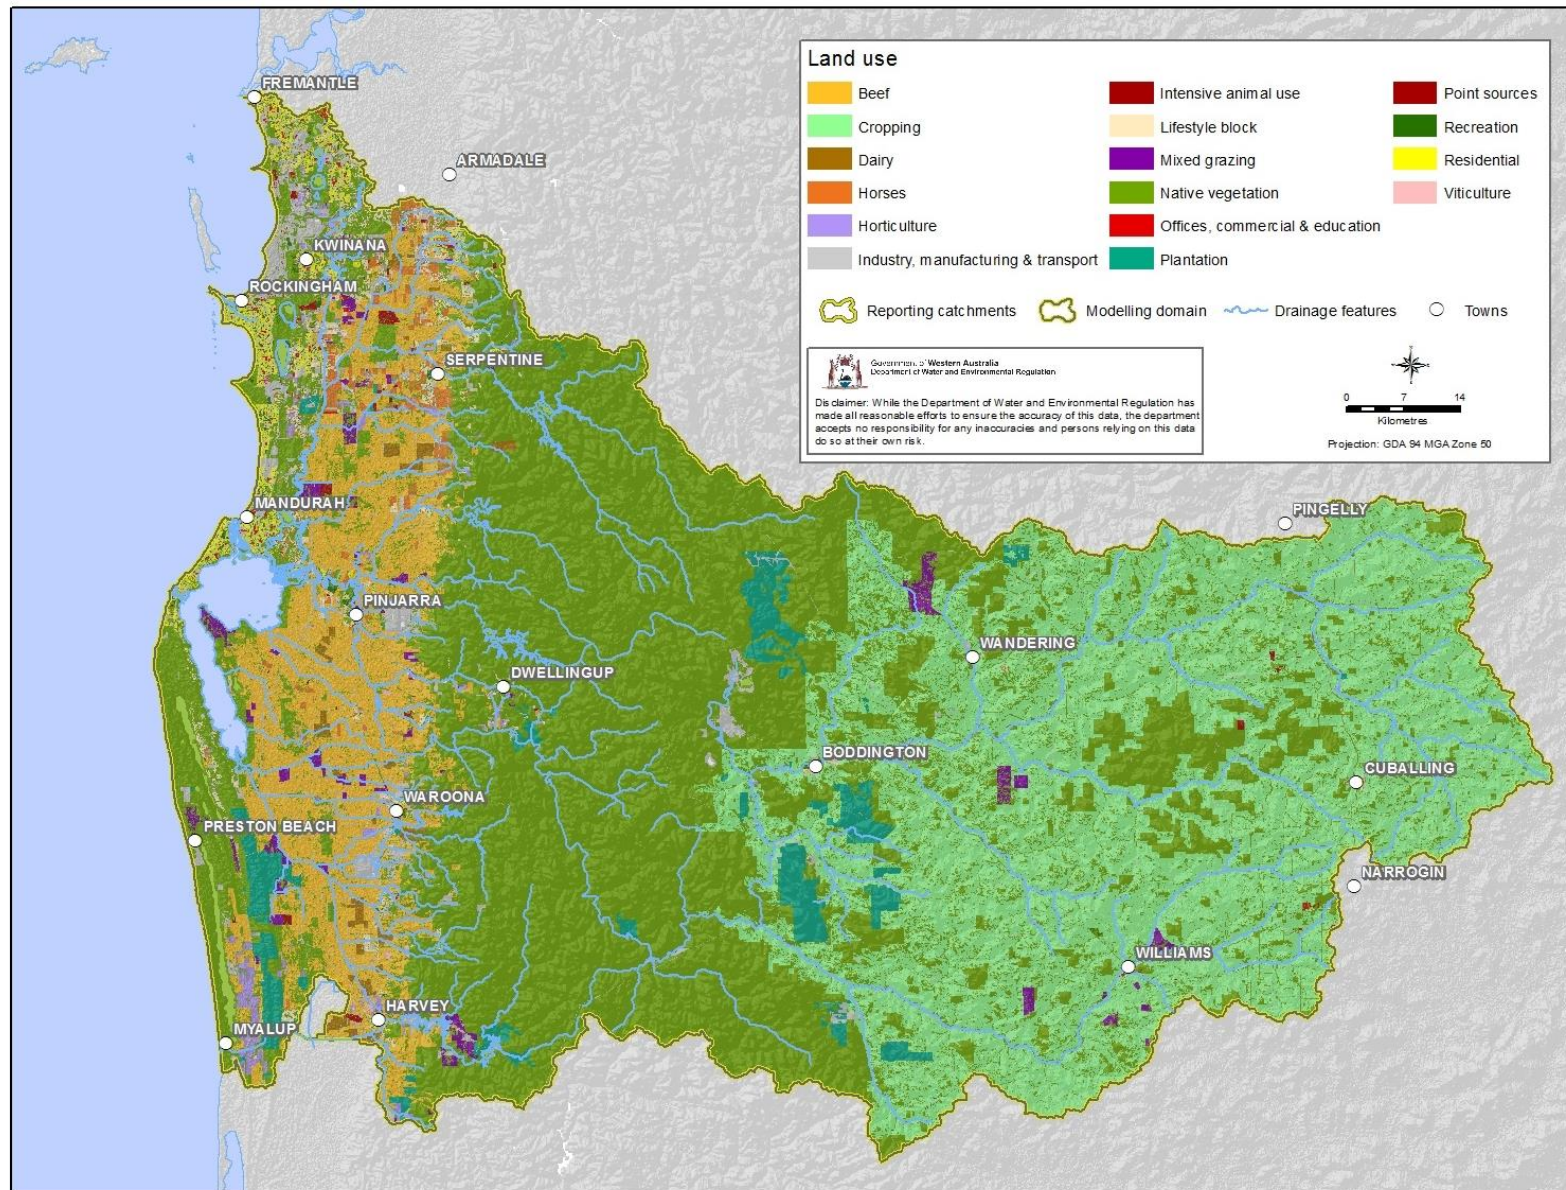 Land use
Beef
Cropping
Dairy
Horses
Horticulture
Industry, manufacturing & transport
Intensive animal use
Lifestyle block
Mixed grazing
Native vegetation
Offices, commercial & education
Plantation
Point sources
Recreation
Residential
Viticulture
Reporting catchments
Modelling domain
Drainage features
Towns
Government of Western Australia
Department of Water and Environmental Regulation
Disclaimer: While the Department of Water and Environmental Regulation has
made all reasonable efforts to ensure the accuracy of this data, the department
accepts no responsibility for any inaccuracies and persons relying on this data
do so at their own risk.
0 7 14
Kilometres
Projection: GDA 94 MGA Zone 50
FREMANTLE
ARMADALE
KWINANA
ROCKINGHAM
SERPENTINE
MANDURAH
PINGELLY
PINJARRA
WANDERING
DWELLINGUP
BODDINGTON
CUBALLING
WAROONA
PRESTON BEACH
NARROGIN
WILLIAMS
HARVEY
MYALUP